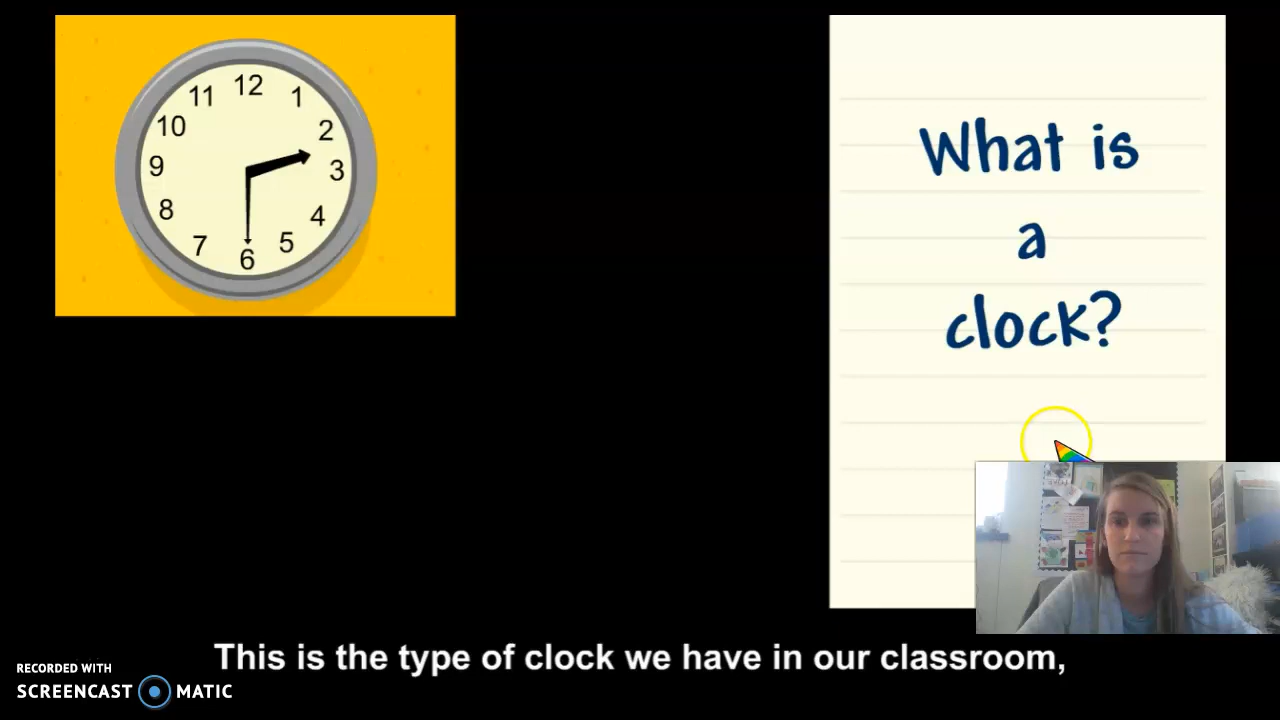 12
11
1
10
2
9
3
8
4
7
5
6
What is
a
clock?
This is the type of clock we have in our classroom,
RECORDED WITH
SCREENCAST MATIC